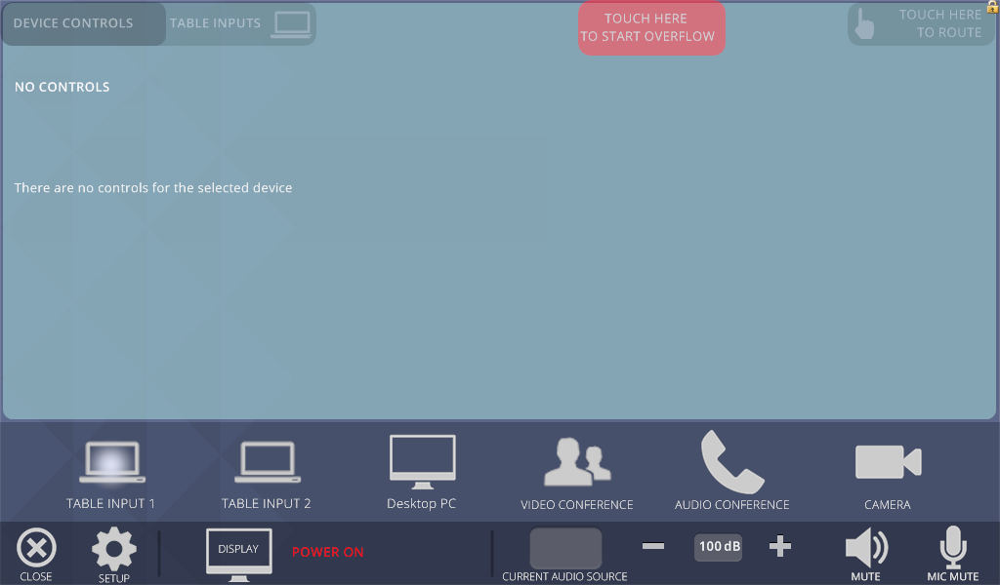 DEVICE CONTROLS
TABLE INPUTS
TOUCH HERE
TO START OVERFLOW
TOUCH HERE
TO ROUTE
NO CONTROLS
There are no controls for the selected device
TABLE INPUT 1
TABLE INPUT 2
Desktop PC
VIDEO CONFERENCE
AUDIO CONFERENCE
CAMERA
CLOSE
SETUP
DISPLAY
POWER ON
CURRENT AUDIO SOURCE
100 dB
MUTE
MIC MUTE